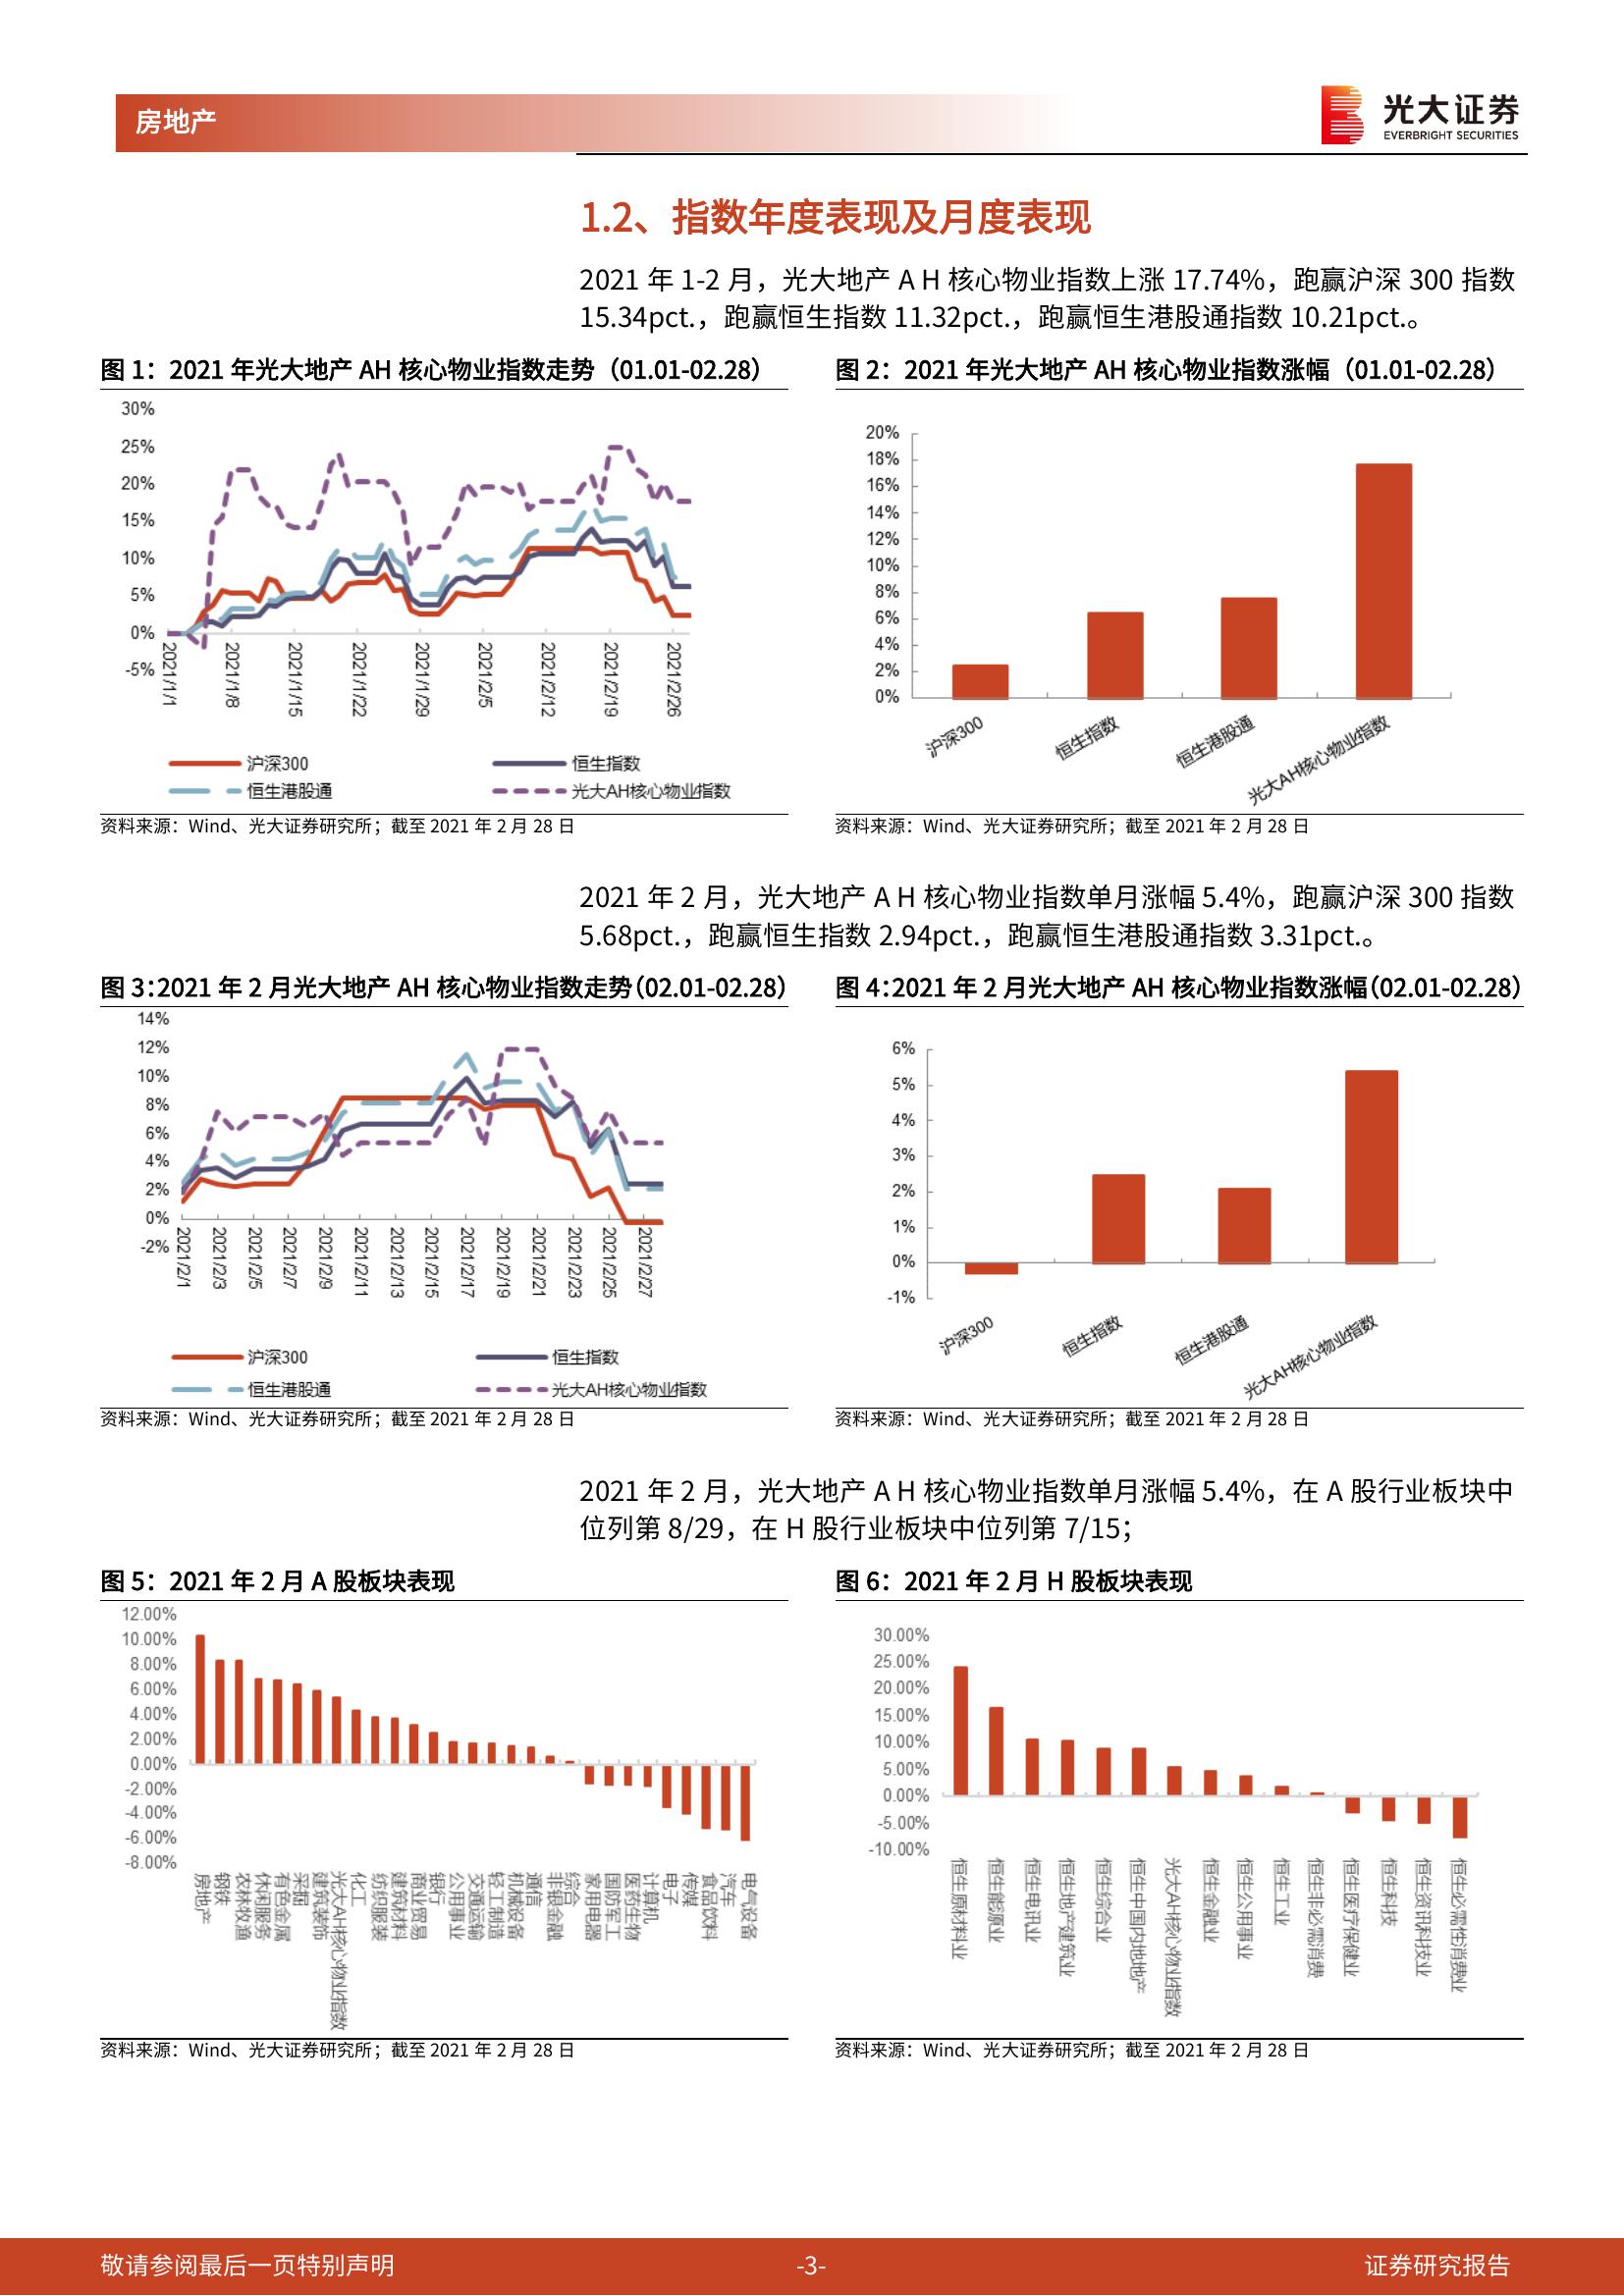 房地产
光大证券
EVERBRIGHT SECURITIES
1.2、指数年度表现及月度表现
2021 年 1-2 月，光大地产 A H 核心物业指数上涨 17.74%，跑赢沪深 300 指数
15.34pct.，跑赢恒生指数 11.32pct.，跑赢恒生港股通指数 10.21pct.。
图 1：2021 年光大地产 AH 核心物业指数走势（01.01-02.28）
30%
25%
20%
15%
10%
5%
0%
-5%
2021/1/1
2021/1/8
2021/1/15
2021/1/22
2021/1/29
2021/2/5
2021/2/12
2021/2/19
2021/2/26
沪深300
恒生指数
恒生港股通
光大AH核心物业指数
资料来源：Wind、光大证券研究所；截至 2021 年 2 月 28 日
图 2：2021 年光大地产 AH 核心物业指数涨幅（01.01-02.28）
20%
18%
16%
14%
12%
10%
8%
6%
4%
2%
0%
沪深300
恒生指数
恒生港股通
光大AH核心物业指数
资料来源：Wind、光大证券研究所；截至 2021 年 2 月 28 日
2021 年 2 月，光大地产 A H 核心物业指数单月涨幅 5.4%，跑赢沪深 300 指数
5.68pct.，跑赢恒生指数 2.94pct.，跑赢恒生港股通指数 3.31pct.。
图 3：2021 年 2 月光大地产 AH 核心物业指数走势（02.01-02.28）
14%
12%
10%
8%
6%
4%
2%
0%
-2%
2021/2/1
2021/2/3
2021/2/5
2021/2/7
2021/2/9
2021/2/11
2021/2/13
2021/2/15
2021/2/17
2021/2/19
2021/2/21
2021/2/23
2021/2/25
2021/2/27
沪深300
恒生指数
恒生港股通
光大AH核心物业指数
资料来源：Wind、光大证券研究所；截至 2021 年 2 月 28 日
图 4：2021 年 2 月光大地产 AH 核心物业指数涨幅（02.01-02.28）
6%
5%
4%
3%
2%
1%
0%
-1%
沪深300
恒生指数
恒生港股通
光大AH核心物业指数
资料来源：Wind、光大证券研究所；截至 2021 年 2 月 28 日
2021 年 2 月，光大地产 A H 核心物业指数单月涨幅 5.4%，在 A 股行业板块中
位列第 8/29，在 H 股行业板块中位列第 7/15；
图 5：2021 年 2 月 A 股板块表现
12.00%
10.00%
8.00%
6.00%
4.00%
2.00%
0.00%
-2.00%
-4.00%
-6.00%
-8.00%
房地产
钢铁
农林牧渔
休闲服务
有色金属
采掘
建筑装饰
光大AH核心物业指数
化工
纺织服装
建筑材料
商业贸易
银行
公用事业
交通运输
轻工制造
机械设备
通信
非银金融
综合
家用电器
国防军工
医药生物
计算机
电子
传媒
食品饮料
汽车
电气设备
资料来源：Wind、光大证券研究所；截至 2021 年 2 月 28 日
图 6：2021 年 2 月 H 股板块表现
30.00%
25.00%
20.00%
15.00%
10.00%
5.00%
0.00%
-5.00%
-10.00%
恒生原材料业
恒生能源业
恒生电讯业
恒生地产建筑业
恒生综合业
恒生中国内地地产
光大AH核心物业指数
恒生金融业
恒生公用事业
恒生工业
恒生非必需消费
恒生医疗保健业
恒生科技
恒生资讯科技业
恒生必需性消费业
资料来源：Wind、光大证券研究所；截至 2021 年 2 月 28 日
敬请参阅最后一页特别声明
-3-
证券研究报告